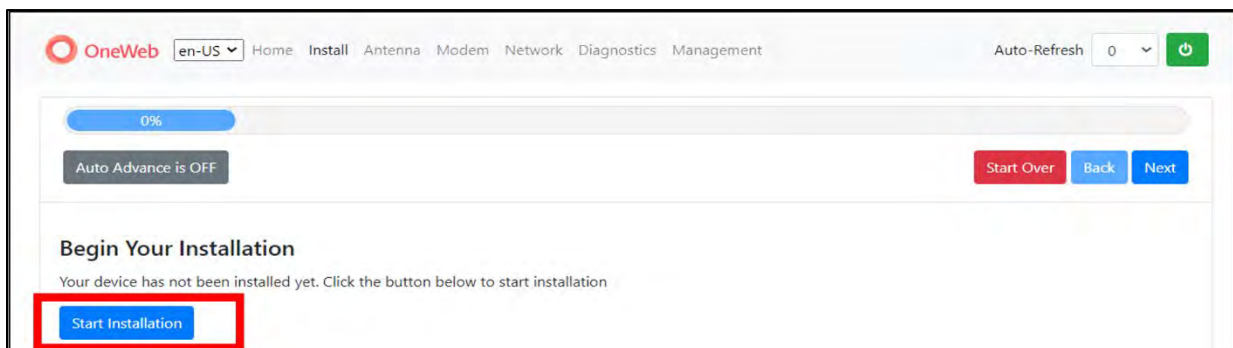 OneWeb en-US Home Install Antenna Modem Network Diagnostics Management Auto-Refresh 0
0%
Auto Advance is OFF Start Over Back Next
Begin Your Installation
Your device has not been installed yet. Click the button below to start installation
Start Installation